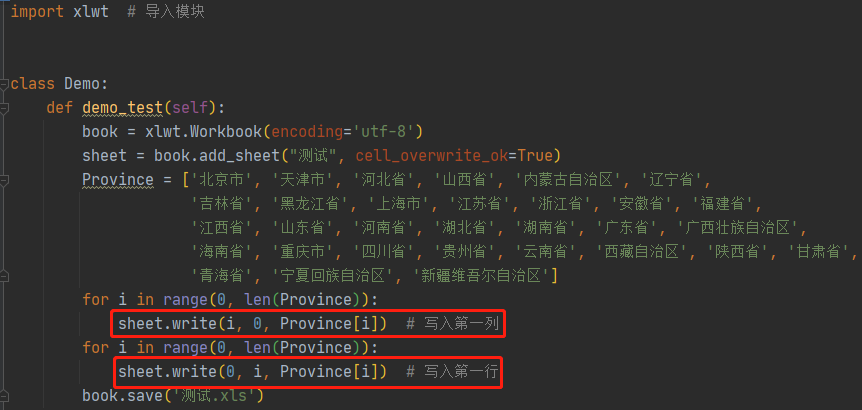 import xlwt  # 导入模块
class Demo:
    def demo_test(self):
        book = xlwt.Workbook(encoding='utf-8')
        sheet = book.add_sheet("测试", cell_overwrite_ok=True)
        Province = ['北京市', '天津市', '河北省', '山西省', '内蒙古自治区', '辽宁省',
                    '吉林省', '黑龙江省', '上海市', '江苏省', '浙江省', '安徽省', '福建省',
                    '江西省', '山东省', '河南省', '湖北省', '湖南省', '广东省', '广西壮族自治区',
                    '海南省', '重庆市', '四川省', '贵州省', '云南省', '西藏自治区', '陕西省', '甘肃省',
                    '青海省', '宁夏回族自治区', '新疆维吾尔自治区']
        for i in range(0, len(Province)):
            sheet.write(i, 0, Province[i])  # 写入第一列
        for i in range(0, len(Province)):
            sheet.write(0, i, Province[i])  # 写入第一行
        book.save('测试.xls')